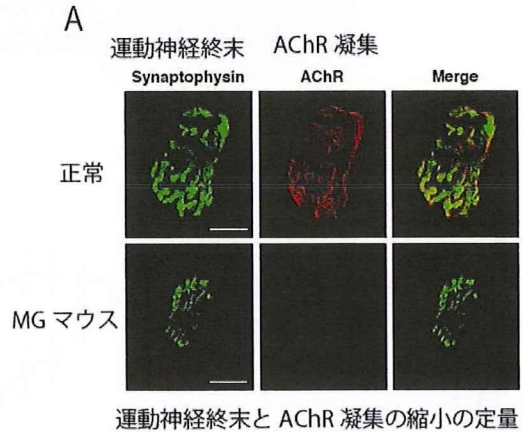 A
運動神経終末 AChR 凝集
Synaptophysin AChR Merge
正常
MG マウス
運動神経終末と AChR 凝集の縮小の定量